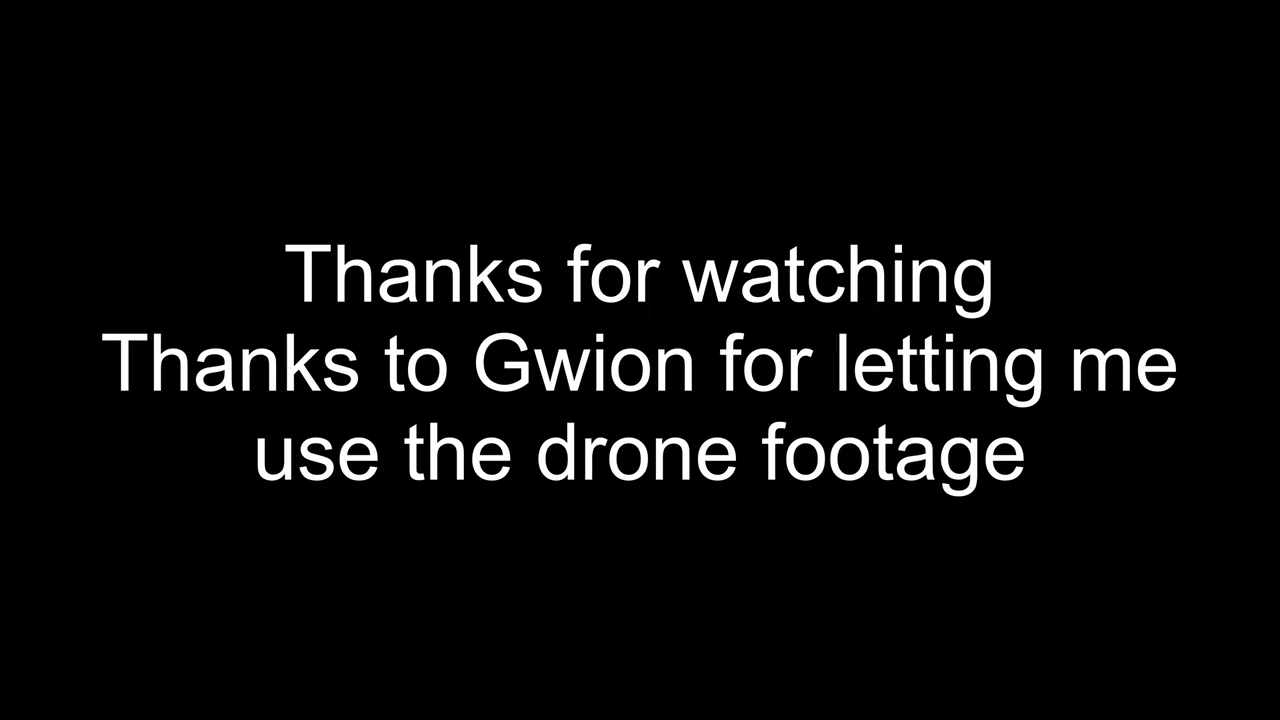 Thanks for watching
Thanks to Gwion for letting me
use the drone footage